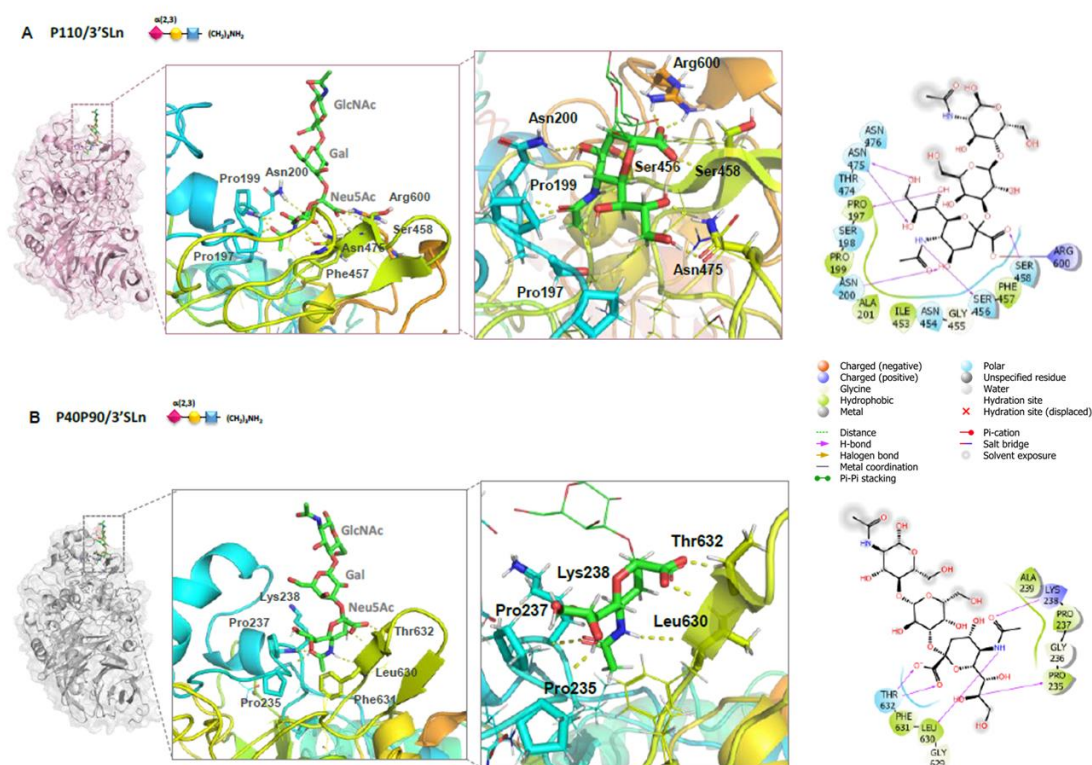 A P110/3'SLn
α(2,3)
(CH₂)₃NH₂
GlcNAc
Gal
Asn200
Pro199
Neu5Ac
Arg600
Ser458
Asn475
Pro197
Phe457
Arg600
Asn200
Ser456
Ser458
Pro199
Asn475
Pro197
ASN 476
ASN 475
THR 474
PRO 197
SER 198
PRO 199
ASN 200
ALA 201
ILE 453
ASN 454
GLY 455
SER 456
PHE 457
SER 458
ARG 600
Charged (negative)
Charged (positive)
Glycine
Hydrophobic
Metal
Polar
Unspecified residue
Water
Hydration site
Hydration site (displaced)
Distance
H-bond
Halogen bond
Metal coordination
Pi-Pi stacking
Pi-cation
Salt bridge
Solvent exposure
B P40P90/3'SLn
α(2,3)
(CH₂)₃NH₂
GlcNAc
Gal
Lys238
Neu5Ac
Pro237
Thr632
Leu630
Pro235
Phe631
Thr632
Lys238
Pro237
Leu630
Pro235
ALA 239
LYS 238
PRO 237
GLY 236
PRO 235
THR 632
PHE 631
LEU 630
GLY 629